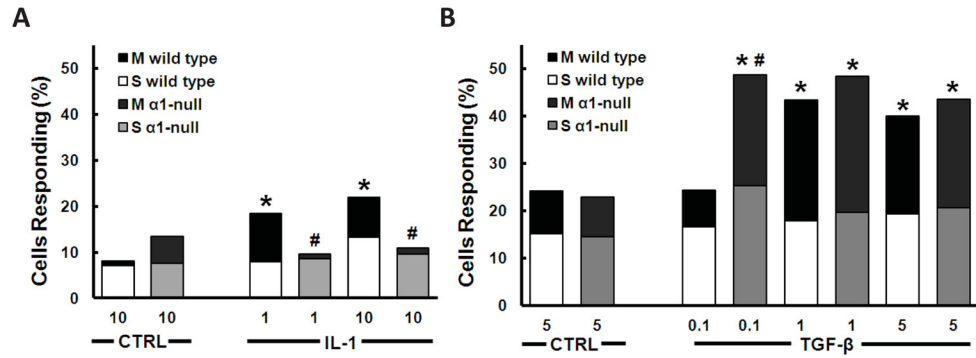 A
Cells Responding (%)
50
40
30
20
10
0
M wild type
S wild type
M α1-null
S α1-null
*
#
*
#
10 10 1 1 10 10
CTRL IL-1
B
Cells Responding (%)
50
40
30
20
10
0
M wild type
S wild type
M α1-null
S α1-null
* #
*
*
*
*
5 5 0.1 0.1 1 1 5 5
CTRL TGF-β